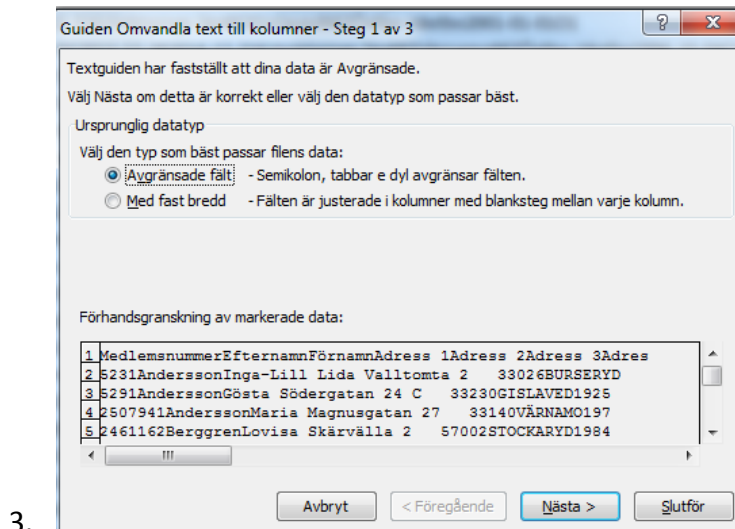 Guiden Omvandla text till kolumner - Steg 1 av 3
Textguiden har fastställt att dina data är Avgränsade.
Välj Nästa om detta är korrekt eller välj den datatyp som passar bäst.
Ursprunglig datatyp
Välj den typ som bäst passar filens data:
Avgränsade fält - Semikolon, tabbar e dyl avgränsar fälten.
Med fast bredd - Fälten är justerade i kolumner med blanksteg mellan varje kolumn.
Förhandsgranskning av markerade data:
1 MedlemsnummerEfternamnFörnamnAdress 1Adress 2Adress 3Adres
2 5231AnderssonInga-Lill Lida Valltomta 2 33026BURSERYD
3 5291AnderssonGösta Södergatan 24 C 33230GISLAVED1925
4 2507941AnderssonMaria Magnusgatan 27 33140VÄRNAMO197
5 2461162BerggrenLovisa Skärvälla 2 57002STOCKARYD1984
Avbryt < Föregående Nästa > Slutför
3.